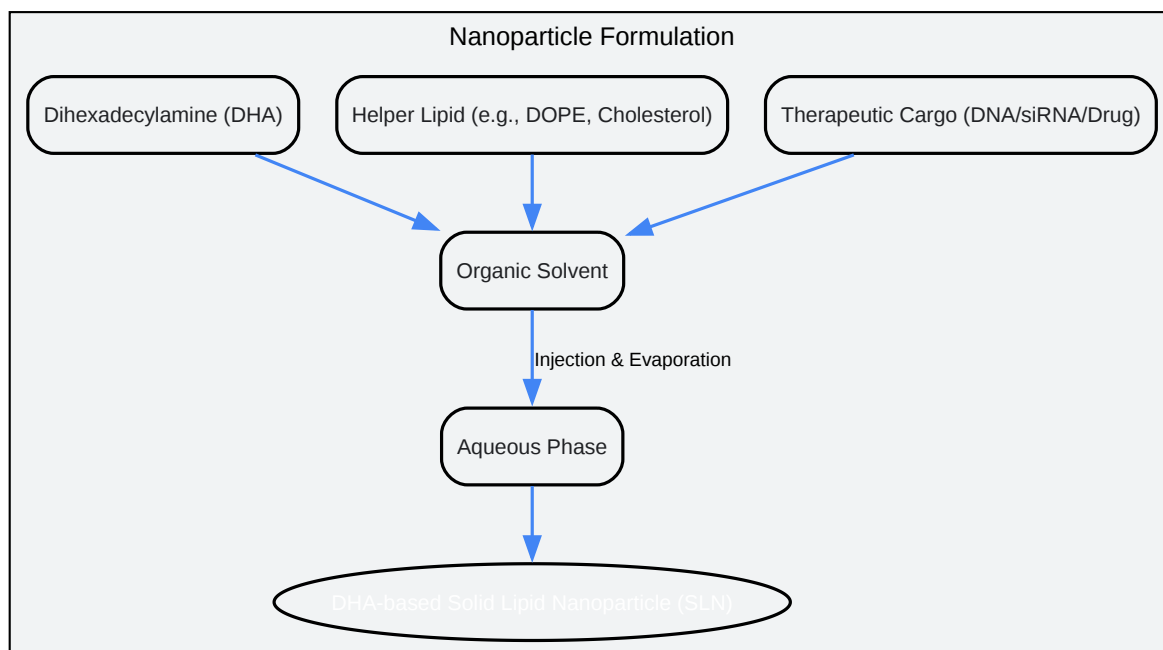 Nanoparticle Formulation
Dihexadecylamine (DHA)
Helper Lipid (e.g., DOPE, Cholesterol)
Therapeutic Cargo (DNA/siRNA/Drug)
Organic Solvent
Injection & Evaporation
Aqueous Phase
DHA-based Solid Lipid Nanoparticle (SLN)